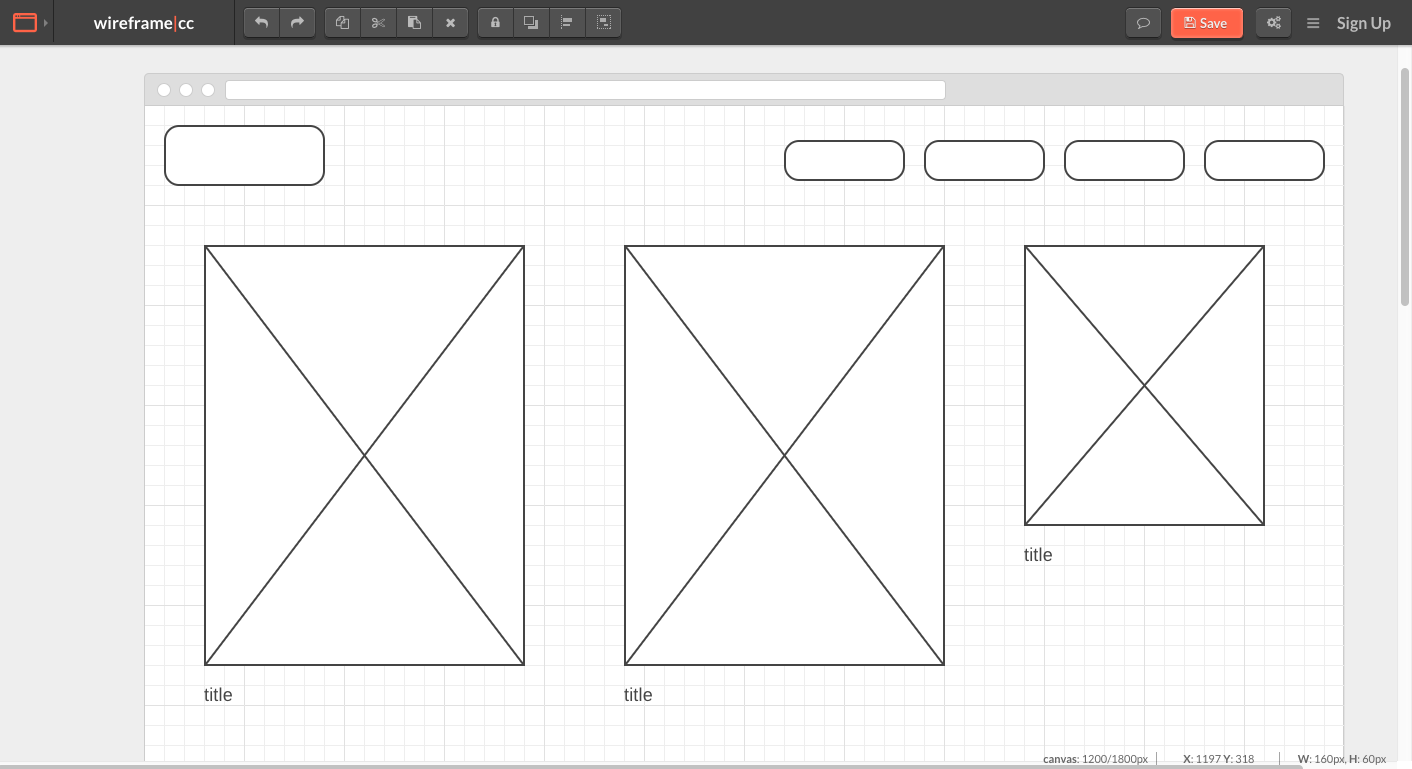 wireframe|cc
Save
Sign Up
title
title
title
canvas: 1200/1800px
X: 1197 Y: 318
W: 160px, H: 60px